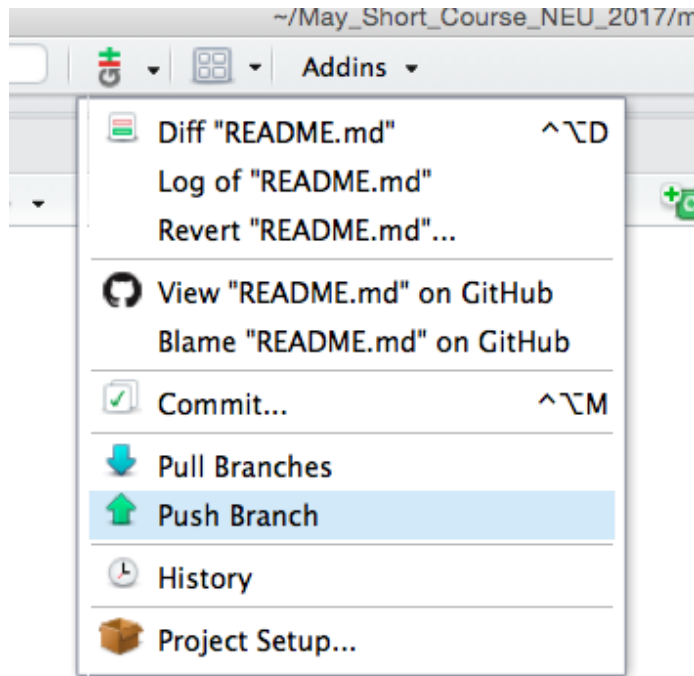 ~/May_Short_Course_NEU_2017/m
Addins
Diff "README.md" ^⌥D
Log of "README.md"
Revert "README.md"...
View "README.md" on GitHub
Blame "README.md" on GitHub
Commit... ^⌥M
Pull Branches
Push Branch
History
Project Setup...